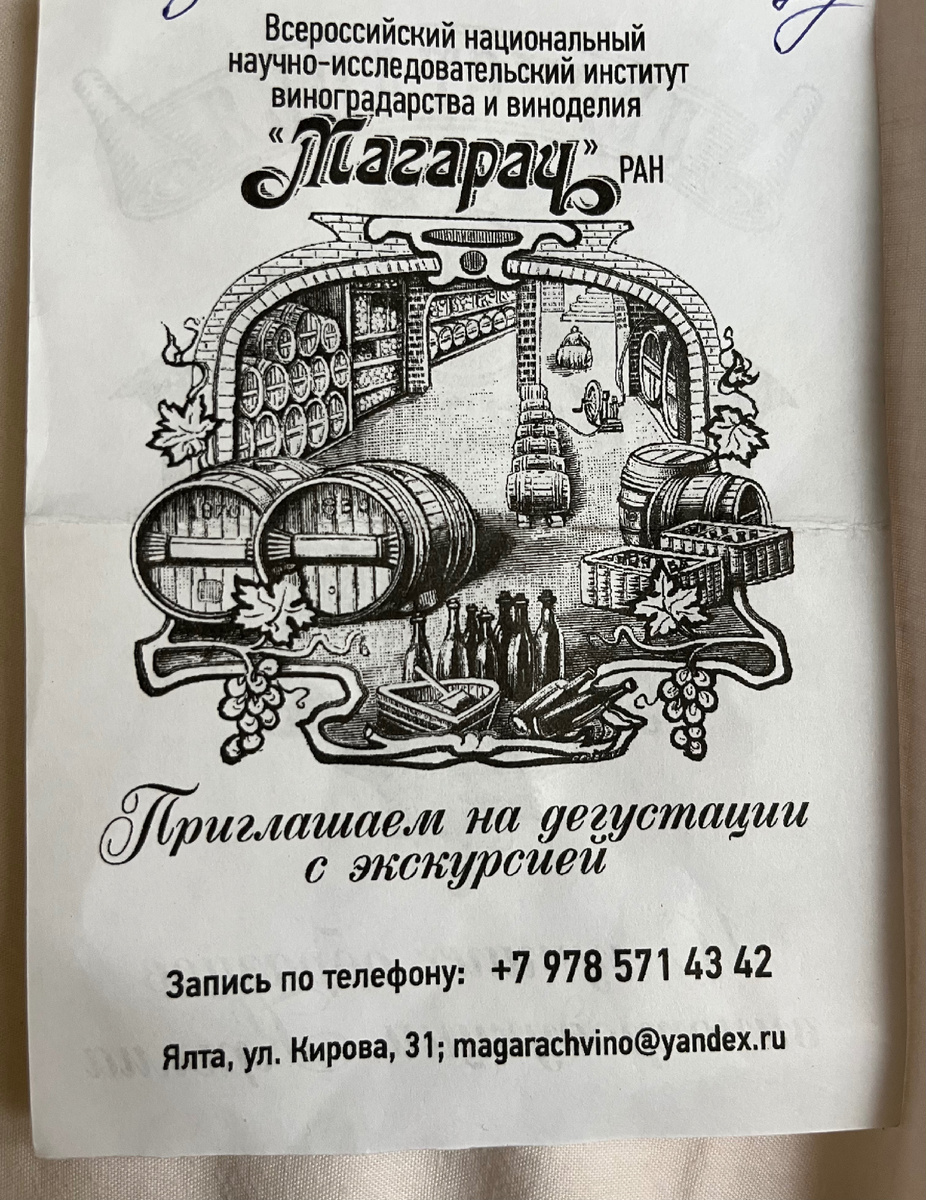 Всероссийский национальный
научно-исследовательский институт
виноградарства и виноделия
«Магарач» РАН
Приглашаем на дегустации
с экскурсией
Запись по телефону: +7 978 571 43 42
Ялта, ул. Кирова, 31; magarachvino@yandex.ru